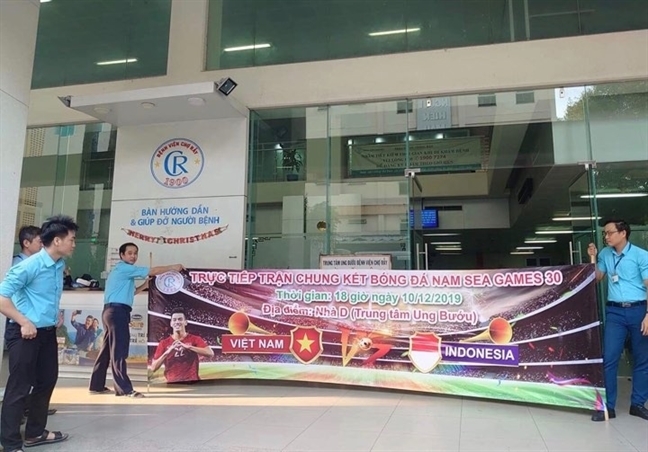 BỆNH VIỆN CHỢ RẪY
CR
1900
BÀN HƯỚNG DẪN
& GIÚP ĐỠ NGƯỜI BỆNH
MERRY CHRISTMAS
TRUNG TÂM UNG BƯỚU BỆNH VIỆN CHỢ RẪY
TRỰC TIẾP TRẬN CHUNG KẾT BÓNG ĐÁ NAM SEA GAMES 30
Thời gian: 18 giờ ngày 10/12/2019
Địa điểm: Nhà D (Trung tâm Ung Bướu)
VIỆT NAM
VS
INDONESIA